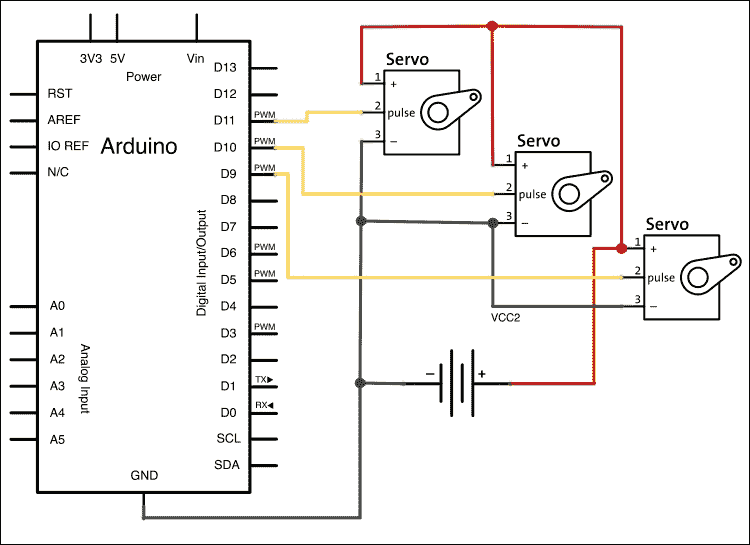 3V3 5V Vin
Power
Arduino
RST
AREF
IO REF
N/C
A0
A1
A2
A3
A4
A5
Analog Input
Digital Input/Output
D13
D12
D11 PWM
D10 PWM
D9 PWM
D8
D7
D6 PWM
D5 PWM
D4
D3 PWM
D2
D1 TX▶
D0 RX◀
SCL
SDA
GND
Servo
1 +
2 pulse
3 −
Servo
1 +
2 pulse
3 −
Servo
1 +
2 pulse
3 −
VCC2
− +